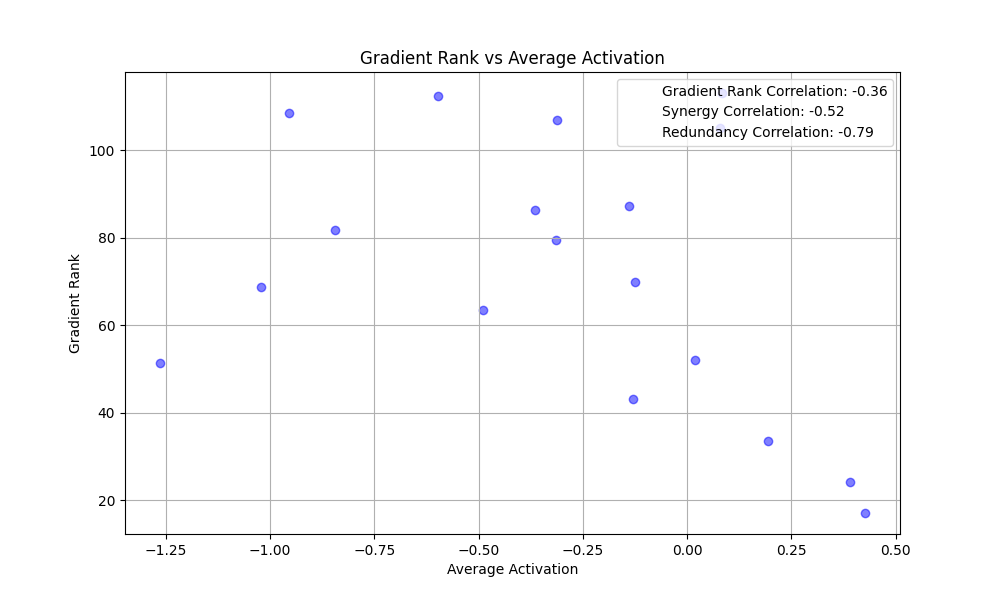 Gradient Rank vs Average Activation
Gradient Rank Correlation: -0.36
Synergy Correlation: -0.52
Redundancy Correlation: -0.79
Gradient Rank
100
80
60
40
20
−1.25
−1.00
−0.75
−0.50
−0.25
0.00
0.25
0.50
Average Activation